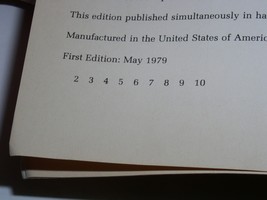 This edition published simultaneously in ha
Manufactured in the United States of Americ
First Edition: May 1979
2 3 4 5 6 7 8 9 10